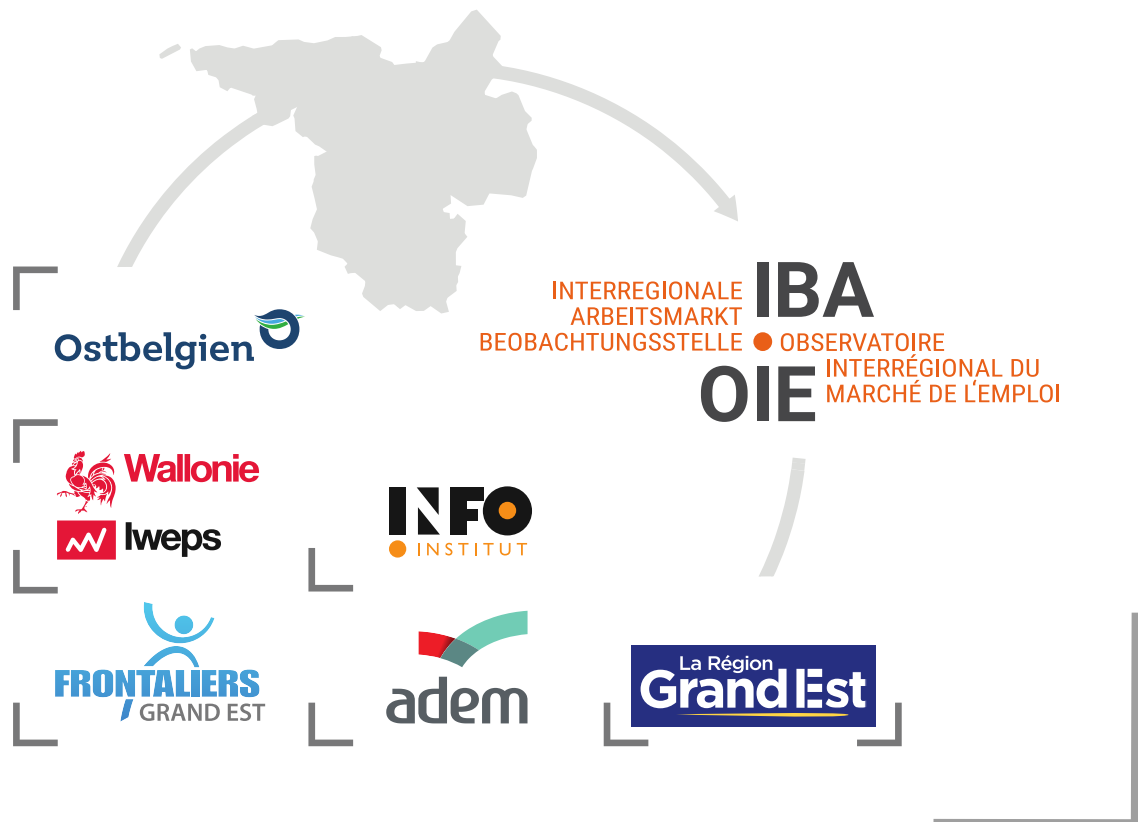 INTERREGIONALE
ARBEITSMARKT
BEOBACHTUNGSSTELLE
IBA
OBSERVATOIRE
OIE
INTERRÉGIONAL DU
MARCHÉ DE L'EMPLOI
Ostbelgien
Wallonie
Iweps
INFO
INSTITUT
FRONTALIERS
GRAND EST
adem
La Région
Grand Est